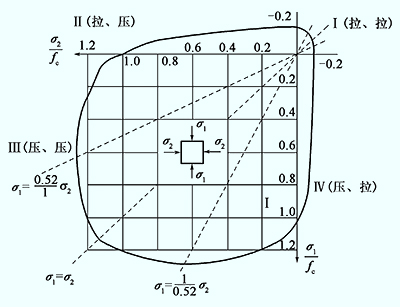 II(拉、压)
-0.2
I(拉、拉)
σ₂/f_c
1.2
1.0 0.8 0.6 0.4 0.2
-0.2
0.2
0.4
σ₁
Ⅲ(压、压)
σ₂ σ₂
0.6
σ₁
σ₁=0.52/1 σ₂
0.8
Ⅳ(压、拉)
I
1.0
1.2
σ₁/f_c
σ₁=σ₂
σ₁=1/0.52 σ₂